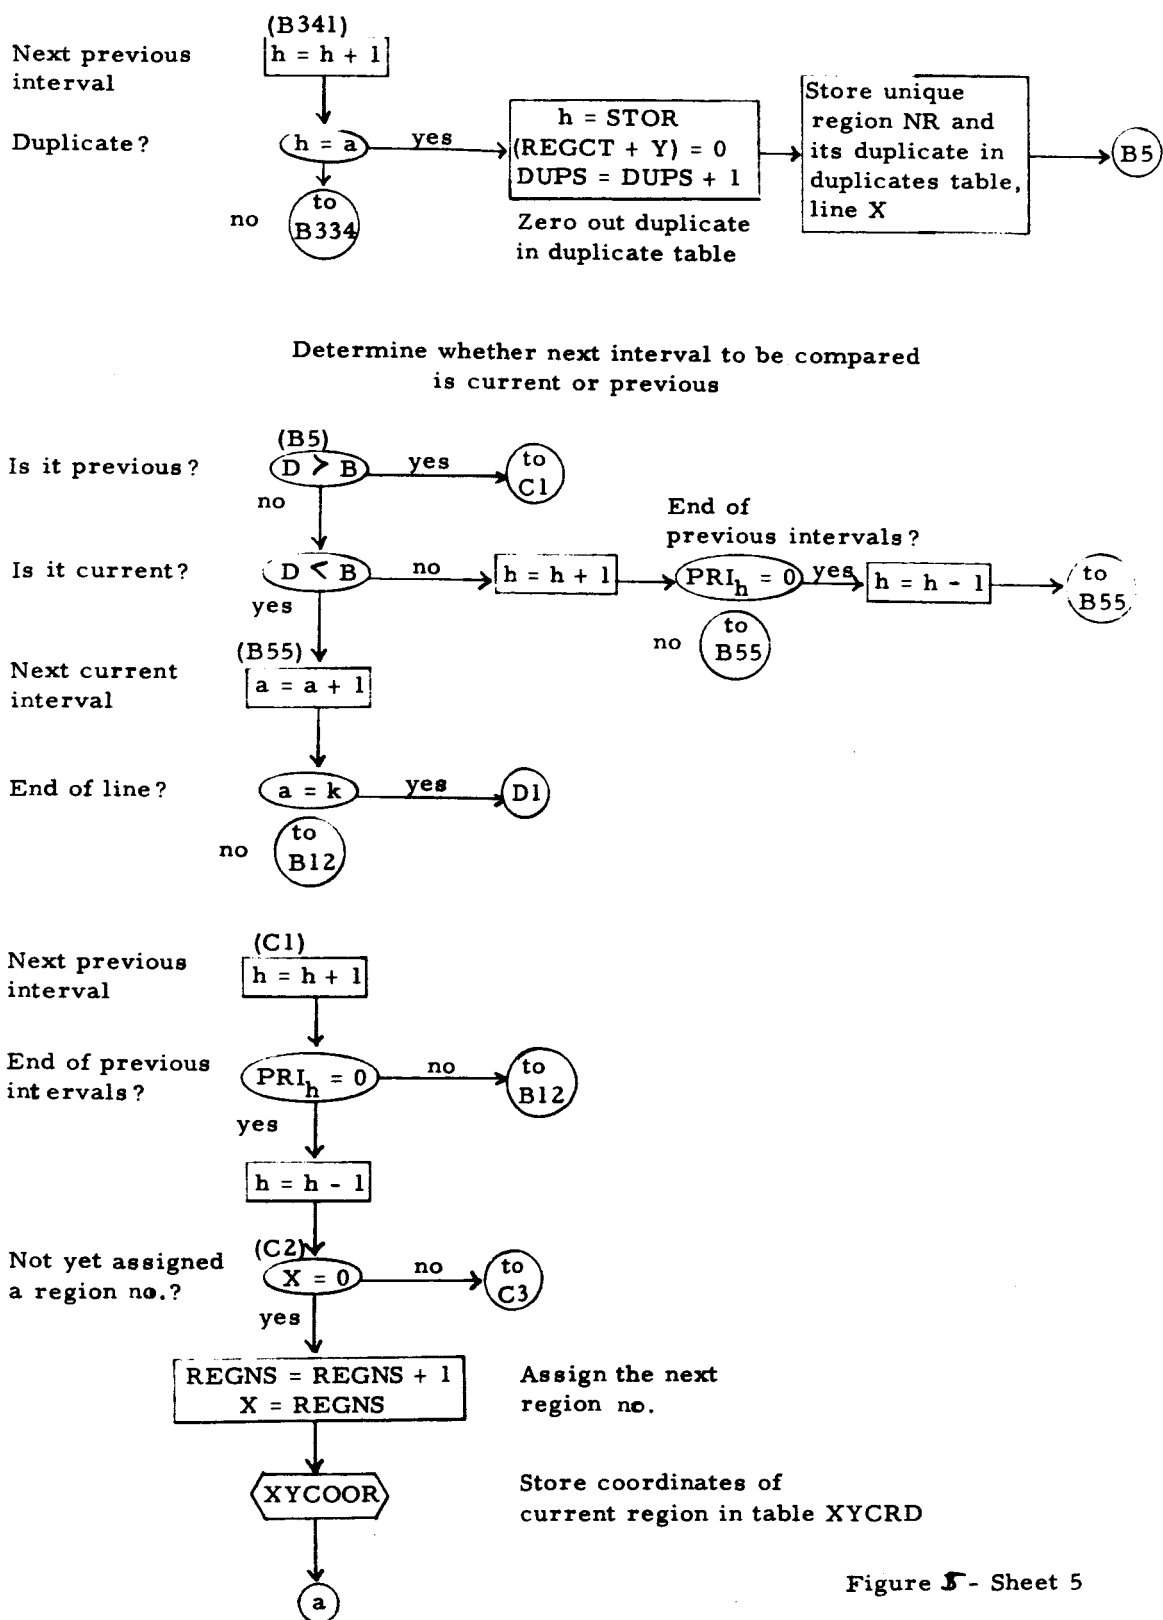 (B341)
Next previous
interval
h = h + 1
Duplicate?
h = a
yes
h = STOR
(REGCT + Y) = 0
DUPS = DUPS + 1
Store unique
region NR and
its duplicate in
duplicates table,
line X
B5
no
to
B334
Zero out duplicate
in duplicate table
Determine whether next interval to be compared
is current or previous
(B5)
Is it previous?
D > B
yes
to
C1
no
End of
previous intervals?
Is it current?
D < B
no
h = h + 1
PRIh = 0
yes
h = h - 1
to
B55
yes
no
to
B55
(B55)
Next current
interval
a = a + 1
End of line?
a = k
yes
D1
no
to
B12
(C1)
Next previous
interval
h = h + 1
End of previous
intervals?
PRIh = 0
no
to
B12
yes
h = h - 1
(C2)
Not yet assigned
a region no.?
X = 0
no
to
C3
yes
REGNS = REGNS + 1
X = REGNS
Assign the next
region no.
XYCOOR
Store coordinates of
current region in table XYCRD
a
Figure 5 - Sheet 5